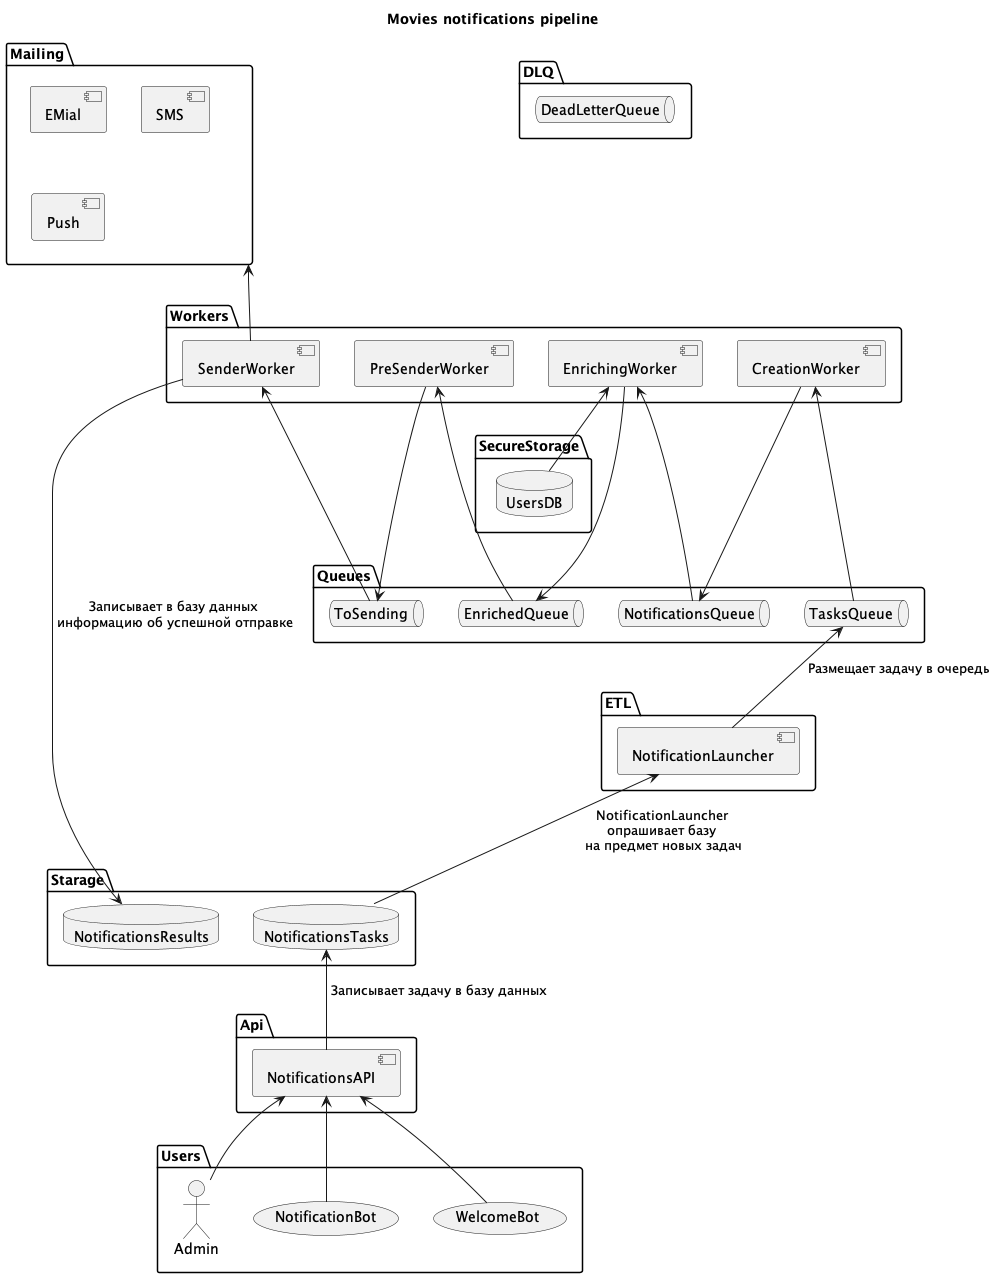 Movies notifications pipeline
Mailing
EMial
SMS
Push
DLQ
DeadLetterQueue
Workers
SenderWorker
PreSenderWorker
EnrichingWorker
CreationWorker
SecureStorage
UsersDB
Queues
ToSending
EnrichedQueue
NotificationsQueue
TasksQueue
Записывает в базу данных
информацию об успешной отправке
Размещает задачу в очередь
ETL
NotificationLauncher
NotificationLauncher
опрашивает базу
на предмет новых задач
Starage
NotificationsResults
NotificationsTasks
Записывает задачу в базу данных
Api
NotificationsAPI
Users
Admin
NotificationBot
WelcomeBot